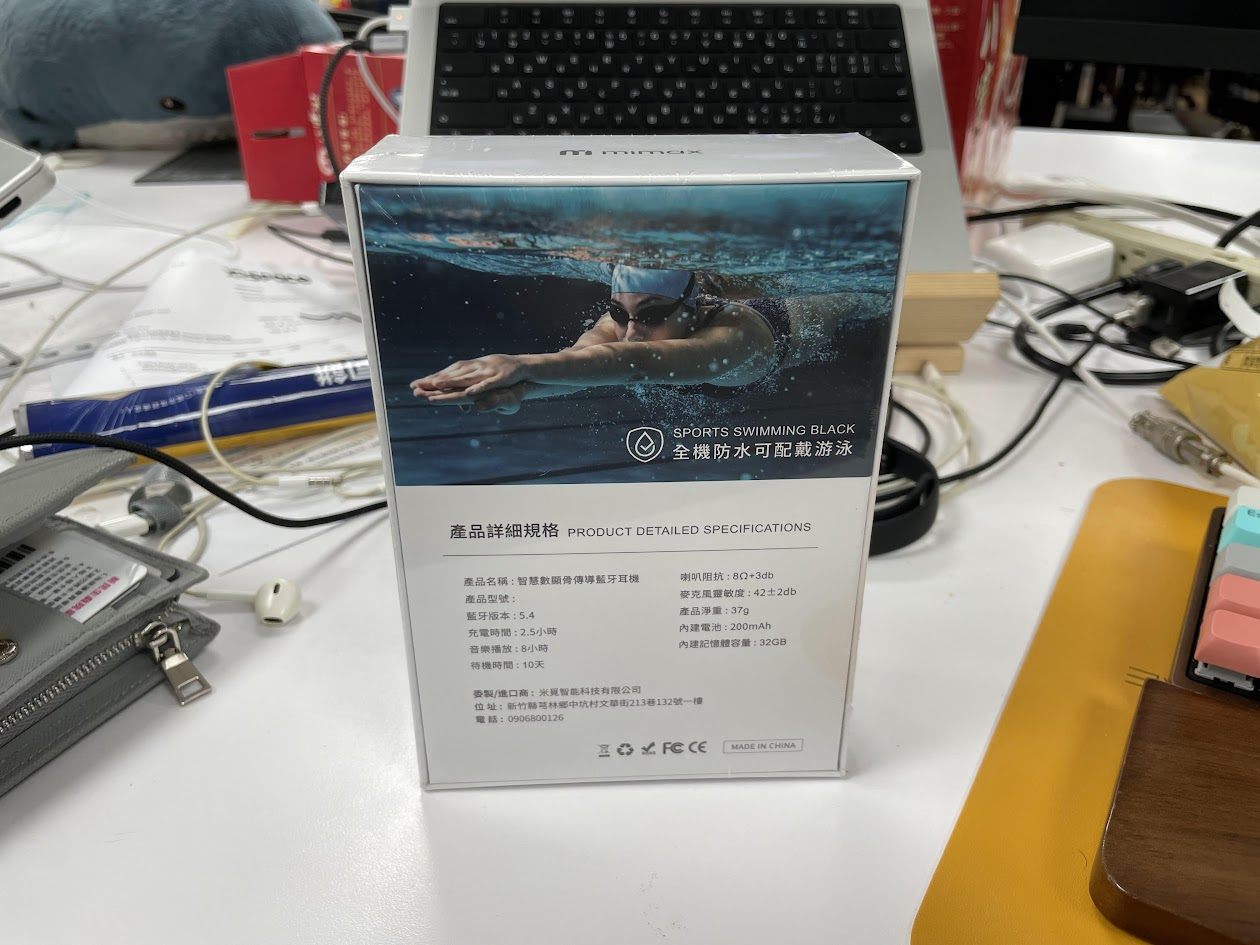 mimax
SPORTS SWIMMING BLACK
全機防水可配戴游泳
產品詳細規格 PRODUCT DETAILED SPECIFICATIONS
產品名稱：智慧數顯骨傳導藍牙耳機
產品型號：
藍牙版本：5.4
充電時間：2.5小時
音樂播放：8小時
待機時間：10天
喇叭阻抗：8Ω+3db
麥克風靈敏度：42±2db
產品淨重：37g
內建電池：200mAh
內建記憶體容量：32GB
委製/進口商：米覓智能科技有限公司
位址：新竹縣芎林鄉中坑村文華街213巷132號一樓
電話：0906800126
FC CE
MADE IN CHINA